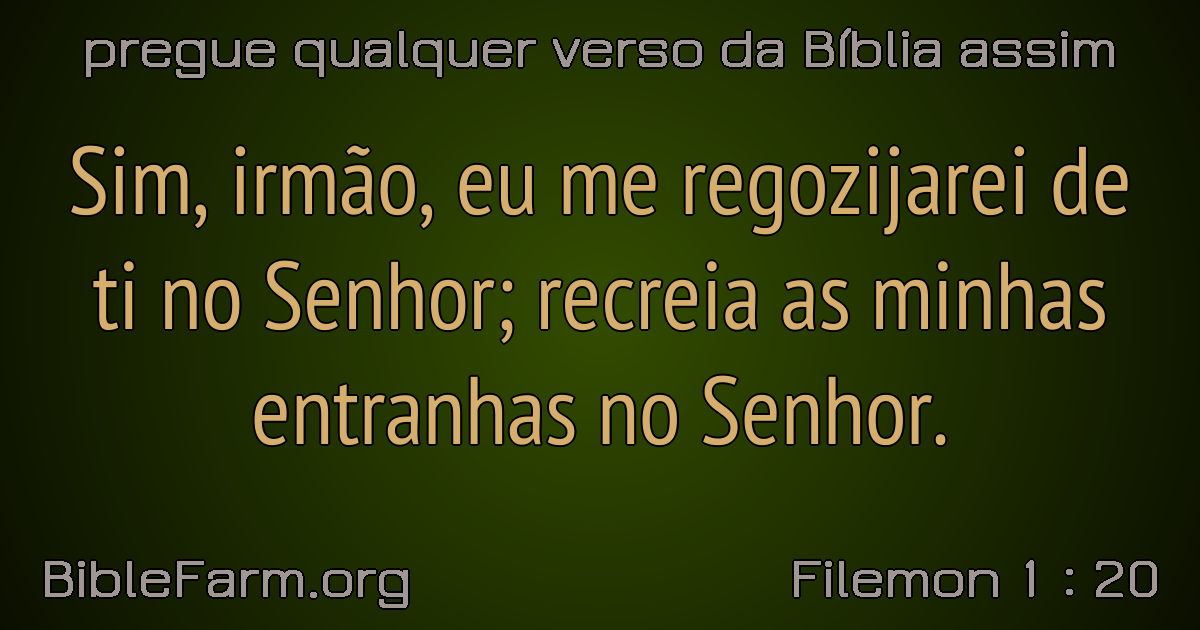 pregue qualquer verso da Bíblia assim
Sim, irmão, eu me regozijarei de
ti no Senhor; recreia as minhas
entranhas no Senhor.
BibleFarm.org
Filemon 1 : 20